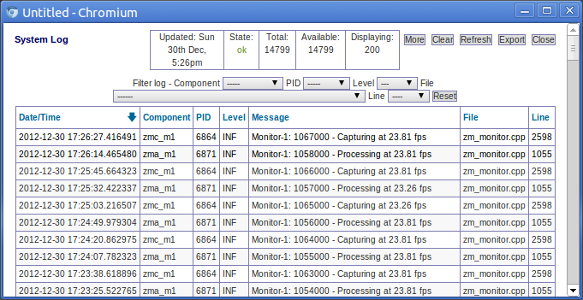 Untitled - Chromium
System Log
Updated: Sun 30th Dec, 5:26pm
State: ok
Total: 14799
Available: 14799
Displaying: 200
More Clear Refresh Export Close
Filter log - Component ----- PID ----- Level --- File
------ Line ---- Reset
Date/Time Component PID Level Message File Line
2012-12-30 17:26:27.416491 zmc_m1 6864 INF Monitor-1: 1067000 - Capturing at 23.81 fps zm_monitor.cpp 2598
2012-12-30 17:26:14.465480 zma_m1 6871 INF Monitor-1: 1058000 - Processing at 23.81 fps zm_monitor.cpp 1055
2012-12-30 17:25:45.664323 zmc_m1 6864 INF Monitor-1: 1066000 - Capturing at 23.81 fps zm_monitor.cpp 2598
2012-12-30 17:25:32.422337 zma_m1 6871 INF Monitor-1: 1057000 - Processing at 23.26 fps zm_monitor.cpp 1055
2012-12-30 17:25:03.216507 zmc_m1 6864 INF Monitor-1: 1065000 - Capturing at 23.26 fps zm_monitor.cpp 2598
2012-12-30 17:24:49.979304 zma_m1 6871 INF Monitor-1: 1056000 - Processing at 23.81 fps zm_monitor.cpp 1055
2012-12-30 17:24:20.862975 zmc_m1 6864 INF Monitor-1: 1064000 - Capturing at 23.81 fps zm_monitor.cpp 2598
2012-12-30 17:24:07.782323 zma_m1 6871 INF Monitor-1: 1055000 - Processing at 23.81 fps zm_monitor.cpp 1055
2012-12-30 17:23:38.618896 zmc_m1 6864 INF Monitor-1: 1063000 - Capturing at 23.81 fps zm_monitor.cpp 2598
2012-12-30 17:23:25.522765 zma_m1 6871 INF Monitor-1: 1054000 - Processing at 23.81 fps zm_monitor.cpp 1055